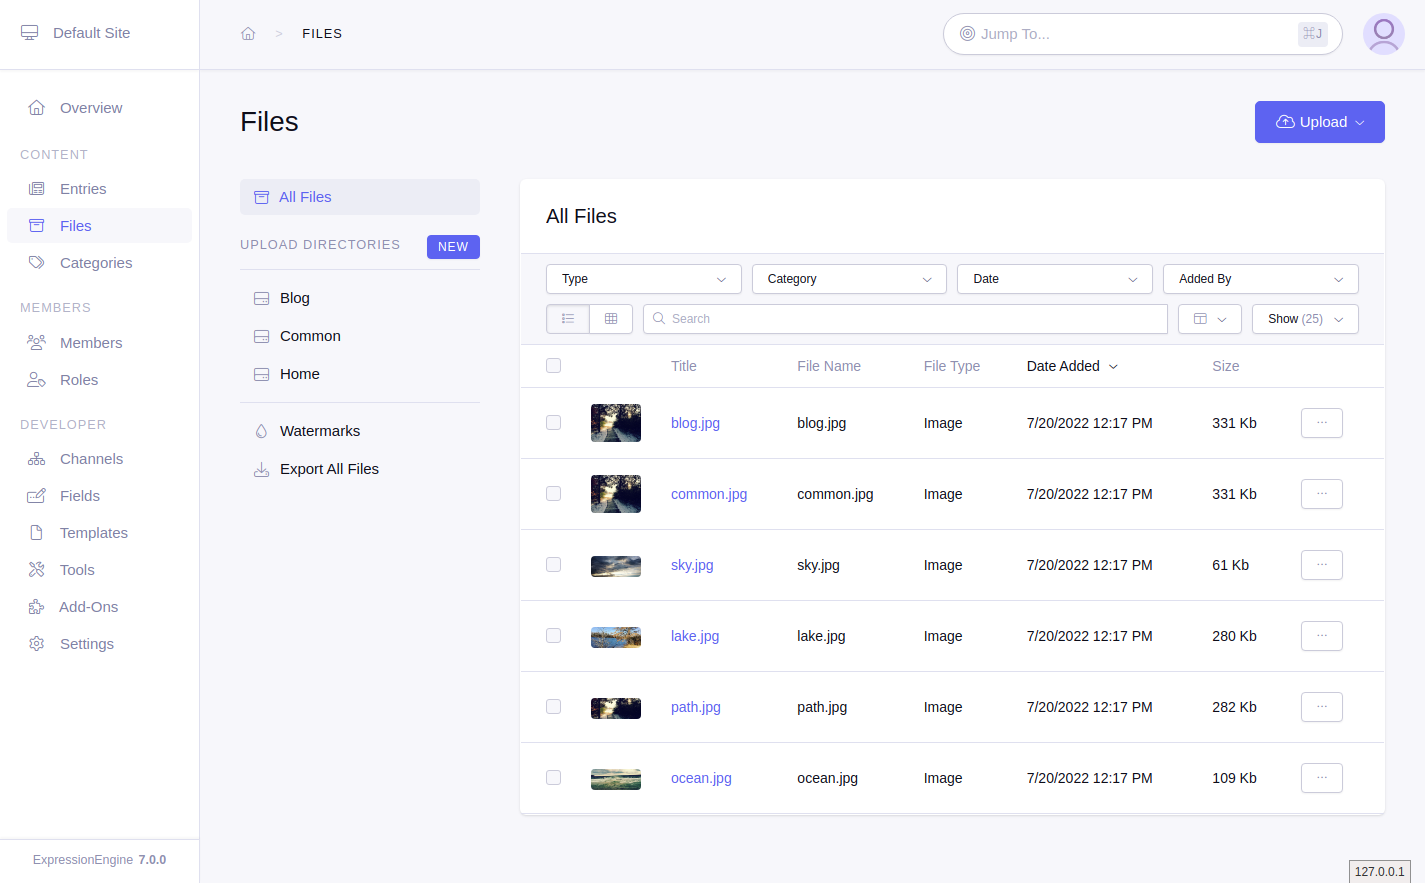 Default Site
> FILES
Jump To...
⌘J
Overview
CONTENT
Entries
Files
Categories
MEMBERS
Members
Roles
DEVELOPER
Channels
Fields
Templates
Tools
Add-Ons
Settings
ExpressionEngine 7.0.0
Files
Upload
All Files
UPLOAD DIRECTORIES
NEW
Blog
Common
Home
Watermarks
Export All Files
All Files
Type
Category
Date
Added By
Search
Show (25)
Title File Name File Type Date Added Size
blog.jpg blog.jpg Image 7/20/2022 12:17 PM 331 Kb ...
common.jpg common.jpg Image 7/20/2022 12:17 PM 331 Kb ...
sky.jpg sky.jpg Image 7/20/2022 12:17 PM 61 Kb ...
lake.jpg lake.jpg Image 7/20/2022 12:17 PM 280 Kb ...
path.jpg path.jpg Image 7/20/2022 12:17 PM 282 Kb ...
ocean.jpg ocean.jpg Image 7/20/2022 12:17 PM 109 Kb ...
127.0.0.1